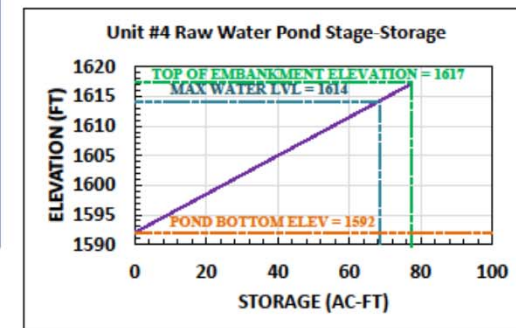 Unit #4 Raw Water Pond Stage-Storage
1620
TOP OF EMBANKMENT ELEVATION = 1617
1615
MAX WATER LVL = 1614
1610
1605
1600
1595
POND BOTTOM ELEV = 1592
1590
ELEVATION (FT)
0 20 40 60 80 100
STORAGE (AC-FT)